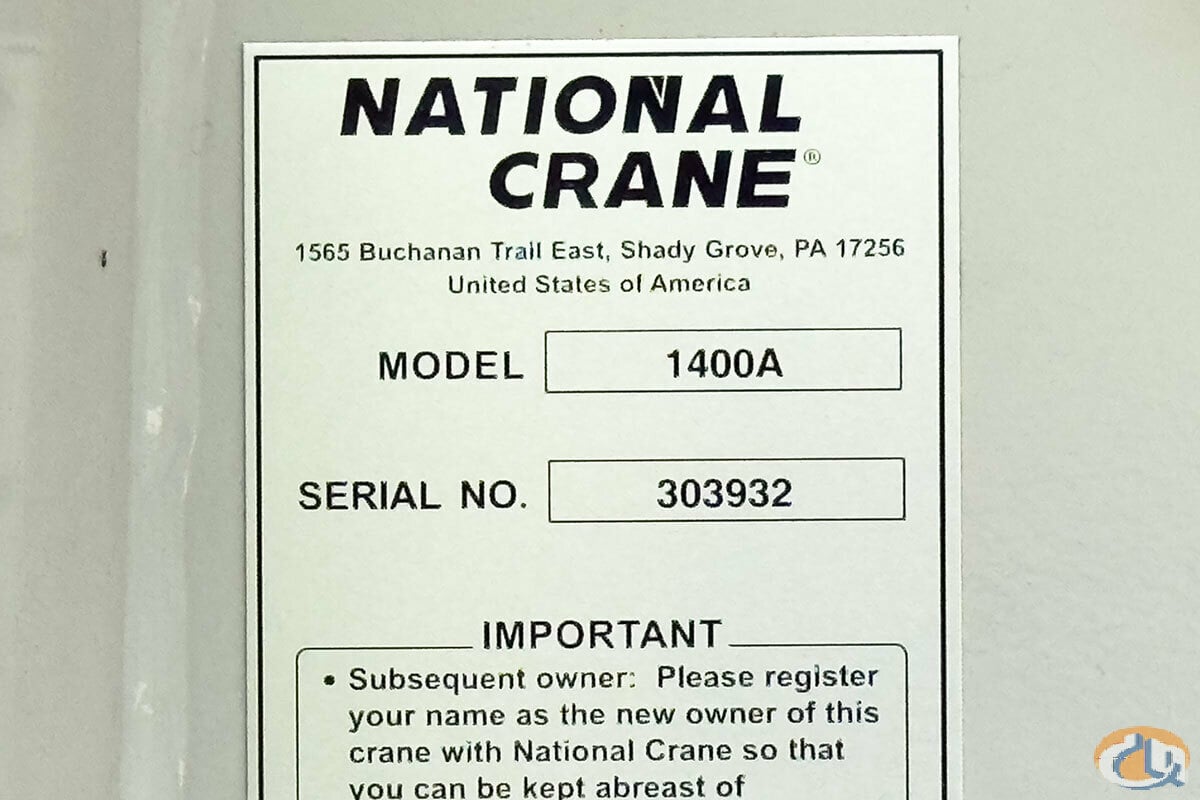 NATIONAL
CRANE®
1565 Buchanan Trail East, Shady Grove, PA 17256
United States of America
MODEL 1400A
SERIAL NO. 303932
IMPORTANT
• Subsequent owner: Please register
your name as the new owner of this
crane with National Crane so that
you can be kept abreast of